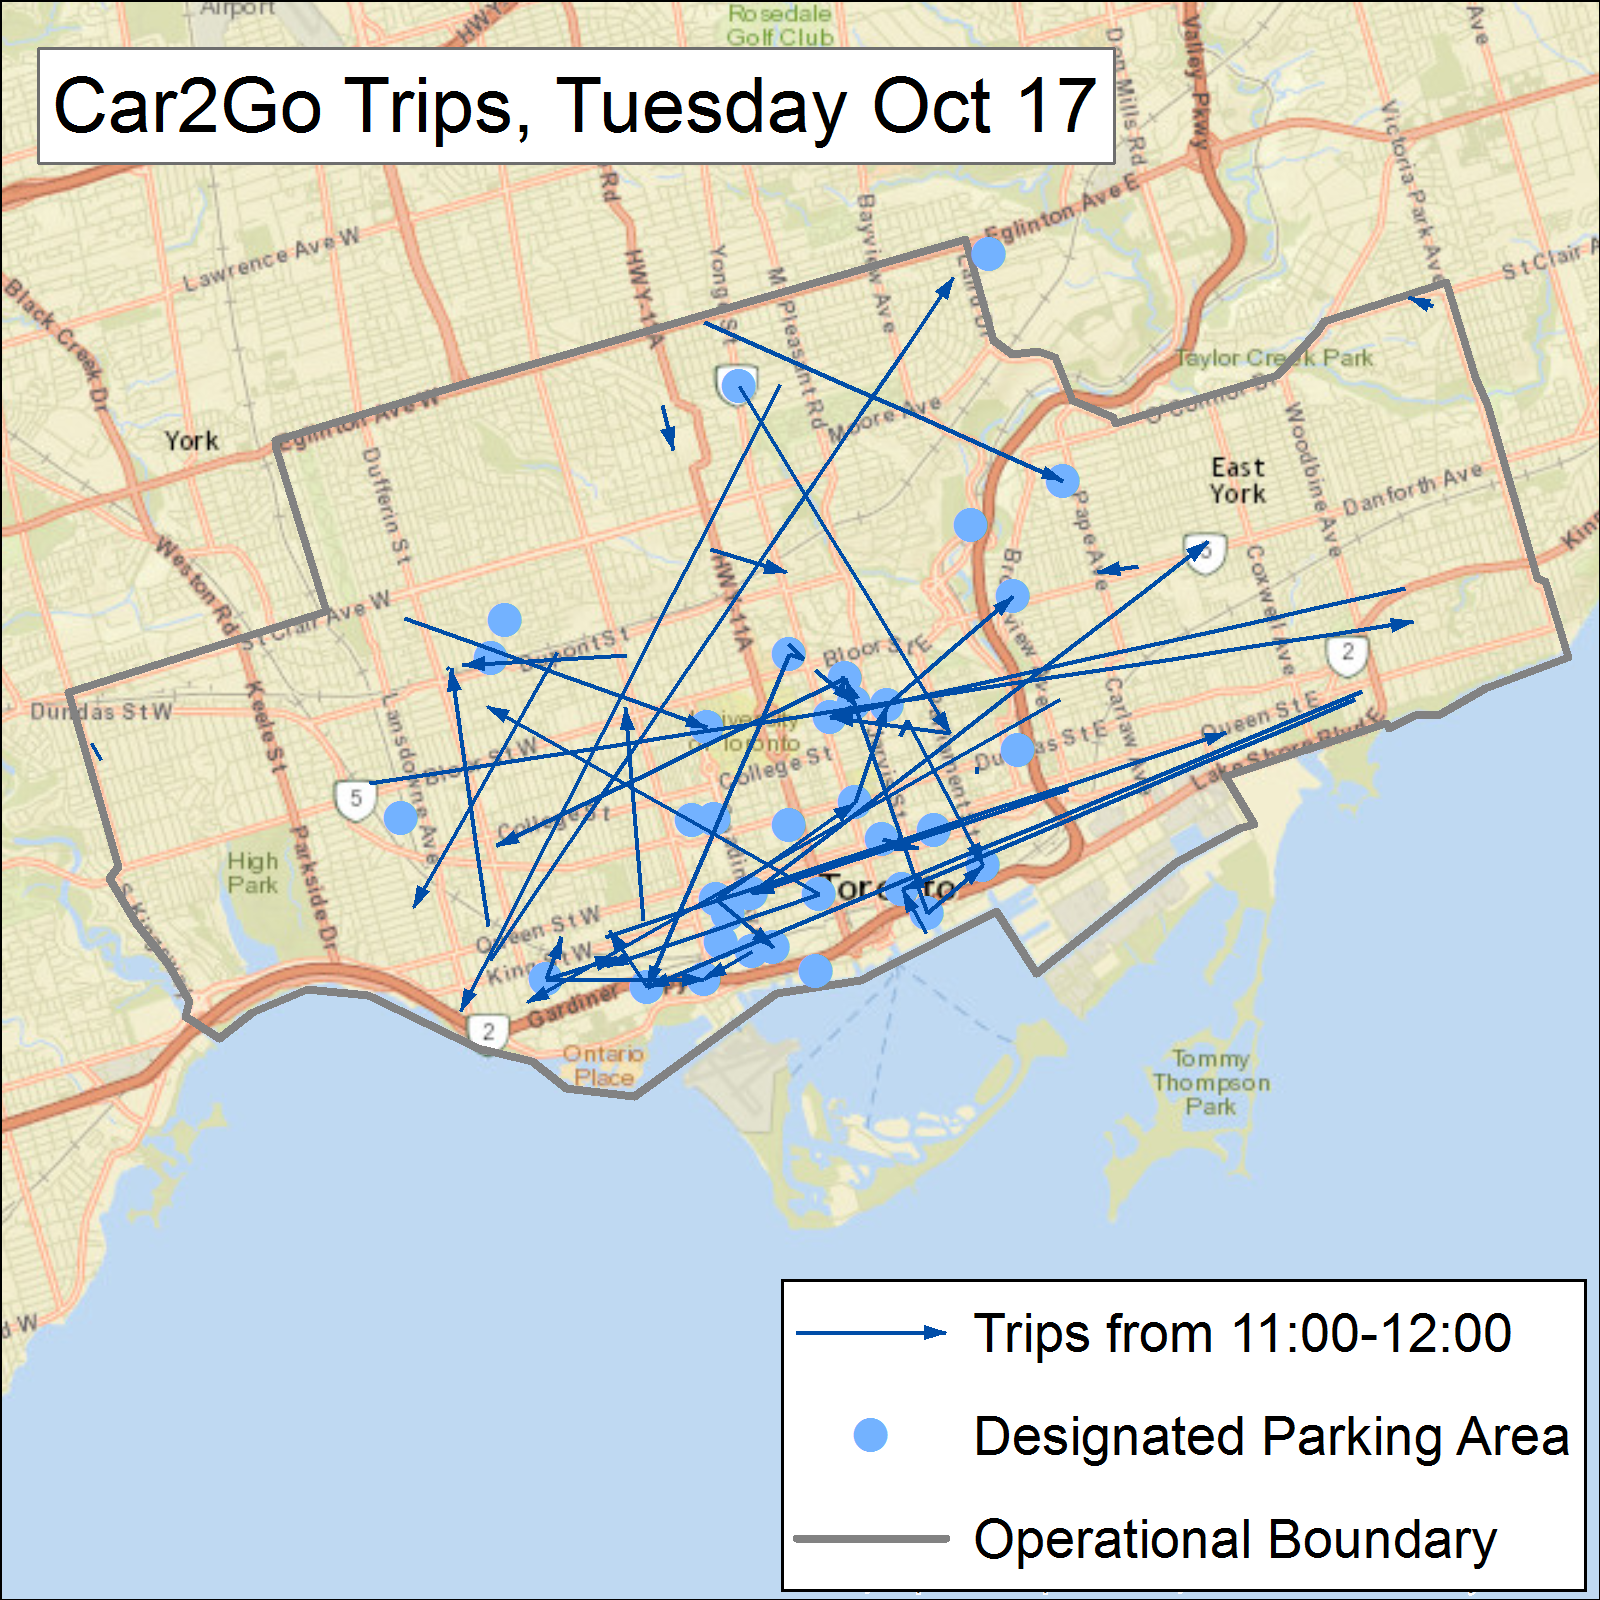 Airport
HWY
Rosedale
Golf Club
Car2Go Trips, Tuesday Oct 17
Don Mills Rd
Valley Pkwy
Ave
Victoria Park Ave
Rd
Lawrence Ave W
HWY-11A
Yonge St
Mt Pleasant Rd
Bayview Ave
Eglinton Ave E
Laird Dr
St Clair A
Black Creek Dr
Taylor Creek Park
O'Connor Dr
York
Eglinton Ave W
Moore Ave
Dufferin St
East
York
Woodbine Ave
Danforth Ave
Pape Ave
King
Weston Rd
St Clair Ave W
HWY-11A
5
Coxwell Ave
Dupont St
Bloor St E
2
Dundas St W
Keele St
Lansdowne Ave
Bloor St W
University
of Toronto
College St
Jarvis St
Parliament St
Dundas St E
Carlaw Ave
Queen St E
Lake Shore Blvd E
5
College St
High
Park
Parkside Dr
S Kingsway
Toronto
Queen St W
King St W
Gardiner
2
Ontario
Place
Tommy
Thompson
Park
d W
Trips from 11:00-12:00
Designated Parking Area
Operational Boundary